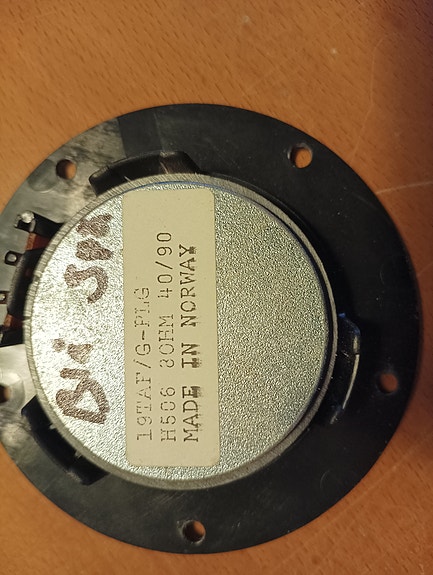 19TAF/G-PLG
H506 8OHM 40/90
MADE IN NORWAY